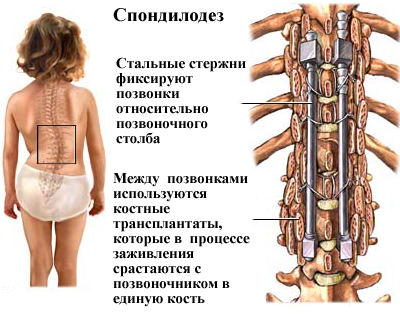 Спондилодез
Стальные стержни
фиксируют
позвонки
относительно
позвоночного
столба
Между позвонками
используются
костные
трансплантаты,
которые в процессе
заживления
срастаются с
позвоночником в
единую кость